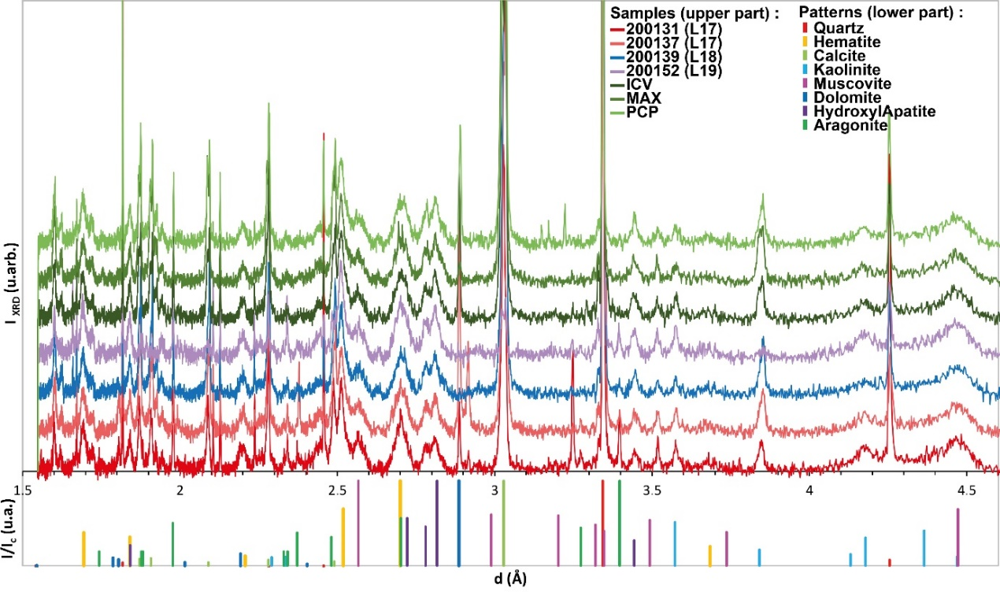 Samples (upper part) :
200131 (L17)
200137 (L17)
200139 (L18)
200152 (L19)
ICV
MAX
PCP
Patterns (lower part) :
Quartz
Hematite
Calcite
Kaolinite
Muscovite
Dolomite
HydroxylApatite
Aragonite
I XRD (u.arb.)
1.5 2 2.5 3 3.5 4 4.5
I/Ic (u.a.)
d (Å)